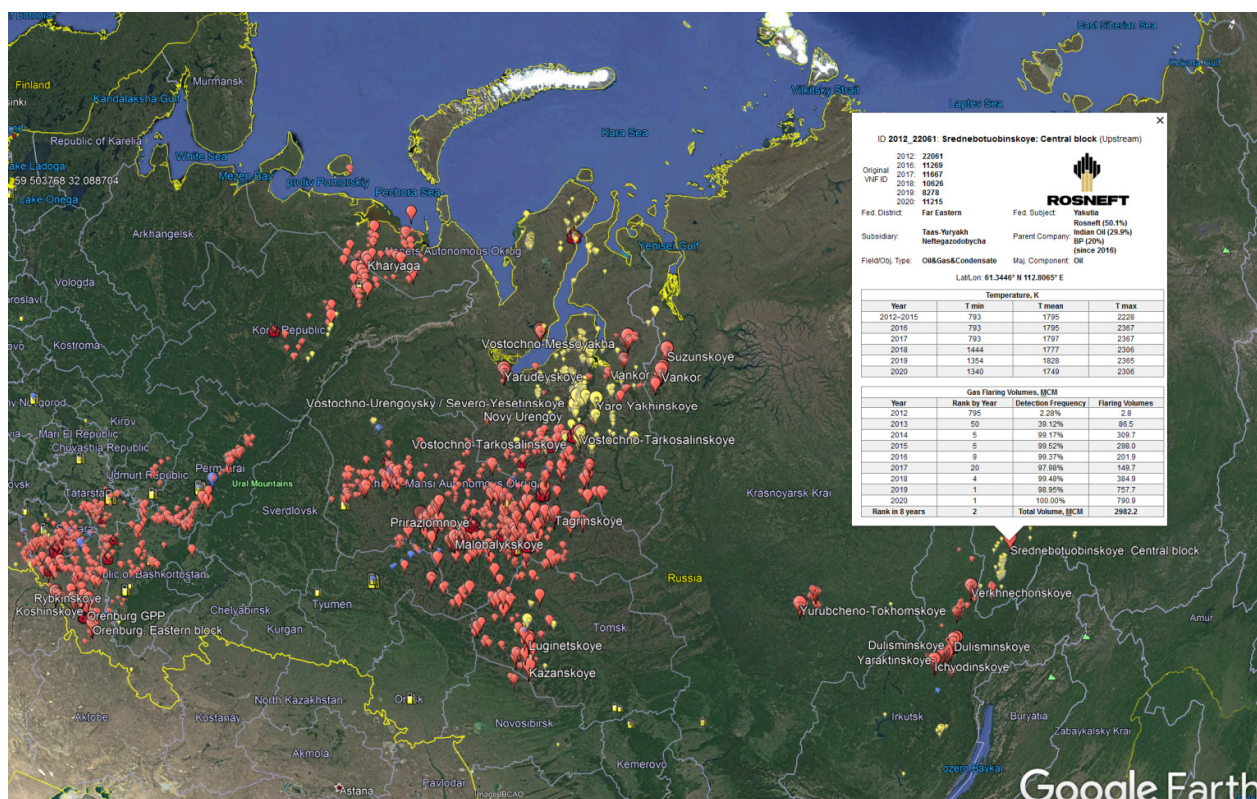 East Siberian Sea
Finland
Murmansk
Kandalaksha Gulf
Vilkitsky Strait
Laptev Sea
Kara Sea
Republic of Karelia
White Sea
Lake Ladoga
59.503768 32.088704
Lake Onega
Mezen Bay
proliv Pomorskiy
Pechora Sea
Arkhangelsk
Yenisei Gulf
Kharyaga
Vologda
Kostroma
Vostochno-Messoyakha
Suzunskoye
Yarudeyskoye
Vankor
Vankor
Vostochno-Urengoysky / Severo-Yesetinskoye
Yaro-Yakhinskoye
Novy Urengoy
Kirov
Mari El Republic
Chuvashia Republic
Vostochno-Tarkosalinskoye
Vostochno-Tarkosalinskoye
Udmurt Republic
Tatarstan
Ural Mountains
Sverdlovsk
Krasnoyarsk Krai
Prirazlomnoye
Tagrinskoye
Malobalykskoye
Russia
Rybkinskoye
Koshinskoye
Orenburg GPP
Orenburg: Eastern block
Chelyabinsk
Tyumen
Kurgan
Tomsk
Luginetskoye
Kazanskoye
North Kazakhstan
Aktobe
Kostanay
Novosibirsk
Akmola
Kemerovo
Pavlodar
Astana
Image IBCAO
Srednebotuobinskoye: Central block
Verkhnechonskoye
Yurubcheno-Tokhomskoye
Amur
Dulisminskoye
Dulisminskoye
Yaraktinskoye
Ichyodinskoye
Irkutsk
Buryatia
Zabaykalsky Krai
ozero Baykal
Google Earth
ID 2012_22061: Srednebotuobinskoye: Central block (Upstream)
Original VNF ID
2012: 22061
2016: 11269
2017: 11667
2018: 10626
2019: 8278
2020: 11215
ROSNEFT
Fed. District: Far Eastern Fed. Subject: Yakutia
Subsidiary: Taas-Yuryakh Neftegazodobycha Parent Company: Rosneft (50.1%)
Indian Oil (29.9%)
BP (20%)
(since 2016)
Field/Obj. Type: Oil&Gas&Condensate Maj. Component: Oil
Lat/Lon: 61.3446° N 112.8065° E
Temperature, K
Year T min T mean T max
2012–2015 793 1795 2228
2016 793 1795 2367
2017 793 1797 2367
2018 1444 1777 2306
2019 1354 1828 2365
2020 1340 1749 2306
Gas Flaring Volumes, MCM
Year Rank by Year Detection Frequency Flaring Volumes
2012 795 2.28% 2.8
2013 50 39.12% 86.5
2014 5 99.17% 309.7
2015 5 99.52% 298.0
2016 9 99.37% 201.9
2017 20 97.98% 149.7
2018 4 99.48% 384.9
2019 1 98.95% 757.7
2020 1 100.00% 790.9
Rank in 8 years 2 Total Volume, MCM 2982.2